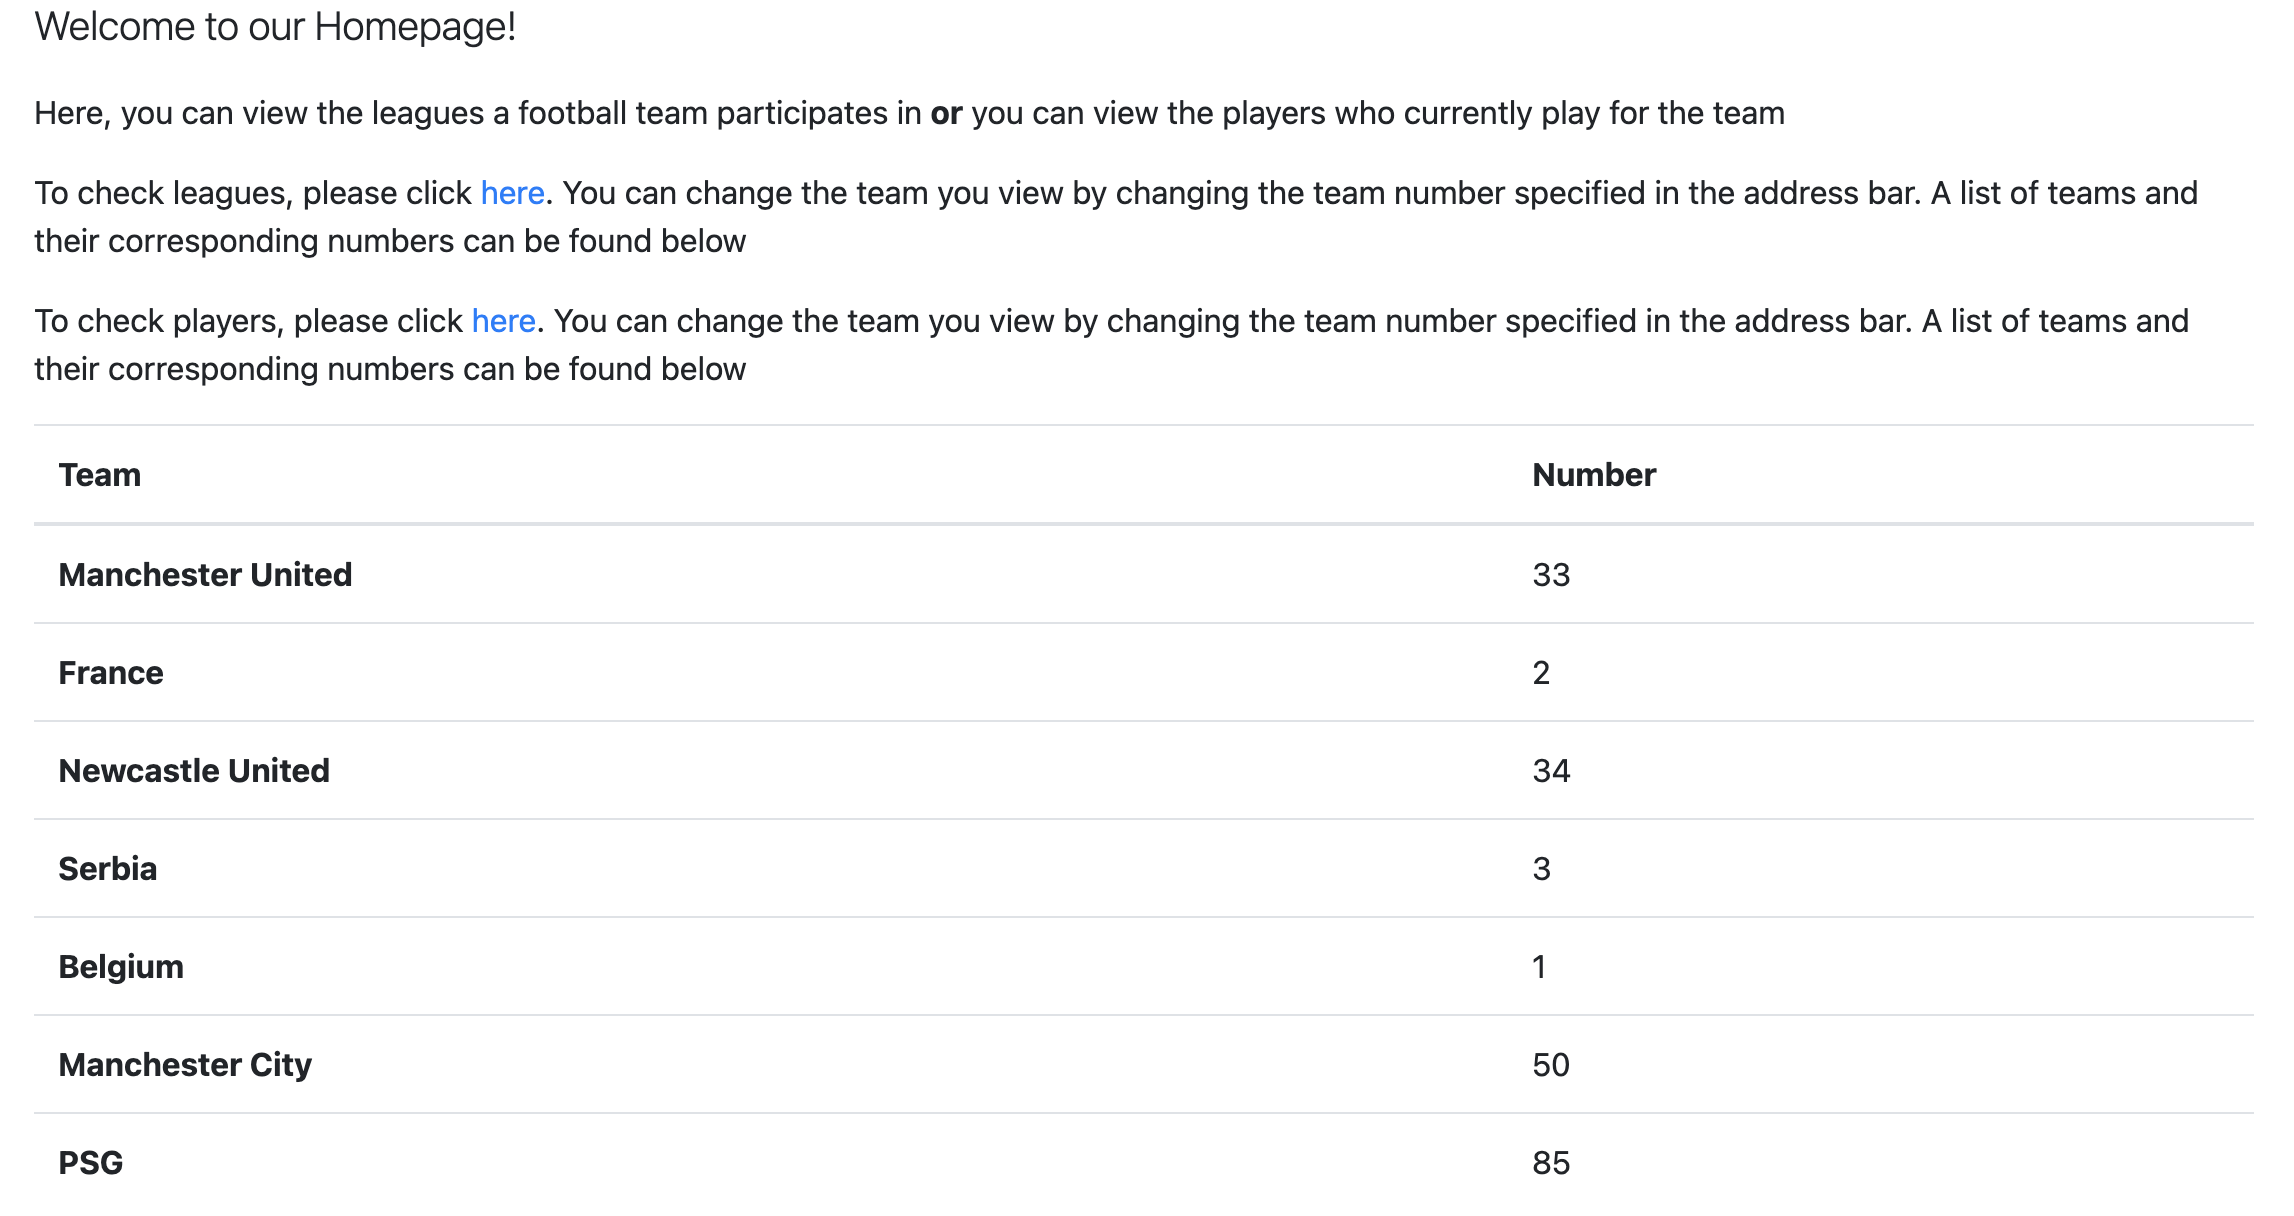 Welcome to our Homepage!
Here, you can view the leagues a football team participates in or you can view the players who currently play for the team
To check leagues, please click here. You can change the team you view by changing the team number specified in the address bar. A list of teams and
their corresponding numbers can be found below
To check players, please click here. You can change the team you view by changing the team number specified in the address bar. A list of teams and
their corresponding numbers can be found below
Team Number
Manchester United 33
France 2
Newcastle United 34
Serbia 3
Belgium 1
Manchester City 50
PSG 85